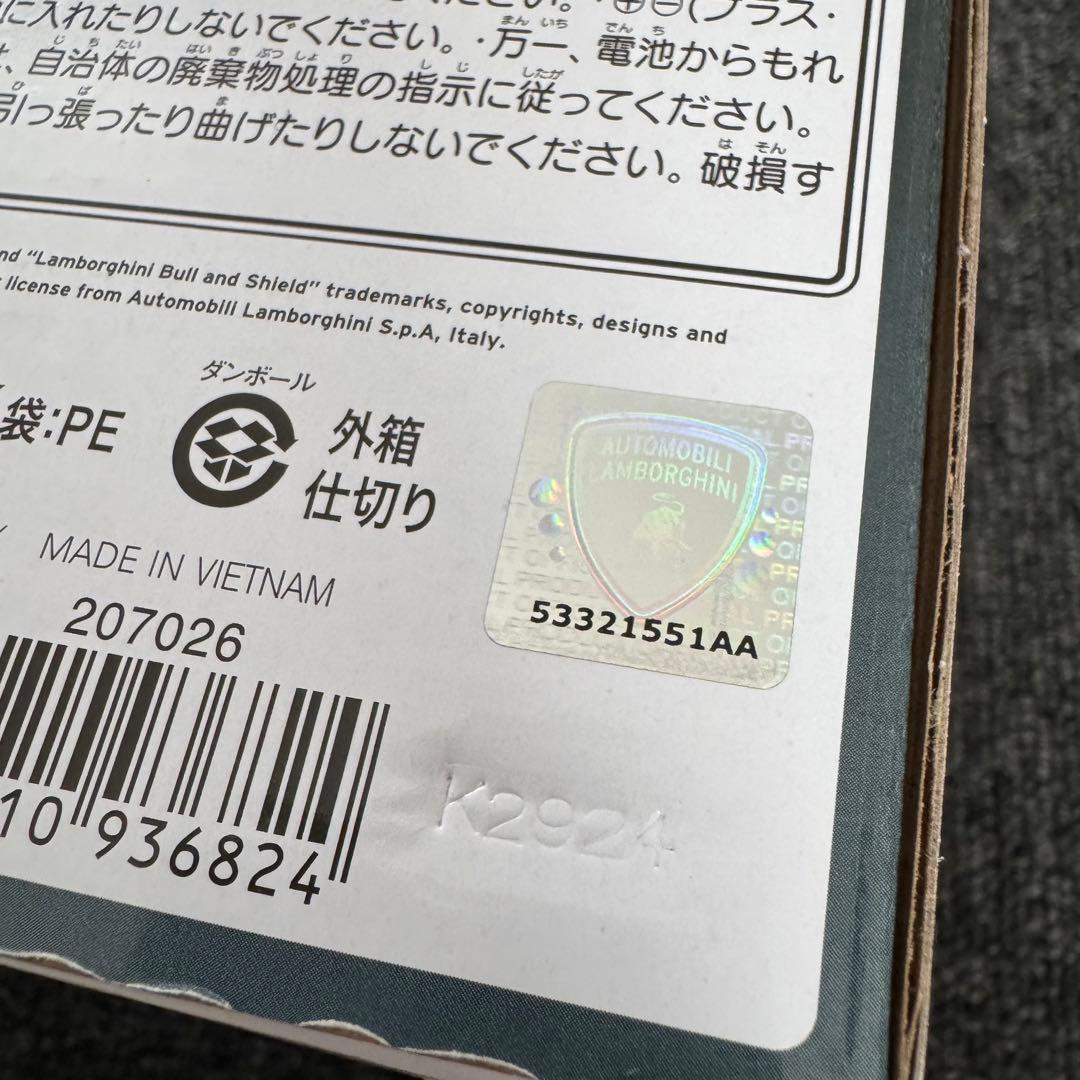 に入れたりしないでください。・万一、電池からもれ
自治体の廃棄物処理の指示に従ってください。
引っ張ったり曲げたりしないでください。破損す
"Lamborghini Bull and Shield" trademarks, copyrights, designs and
license from Automobili Lamborghini S.p.A, Italy.
ダンボール
袋:PE
外箱
仕切り
MADE IN VIETNAM
207026
10 936824
AUTOMOBILI
LAMBORGHINI
53321551AA
K2924